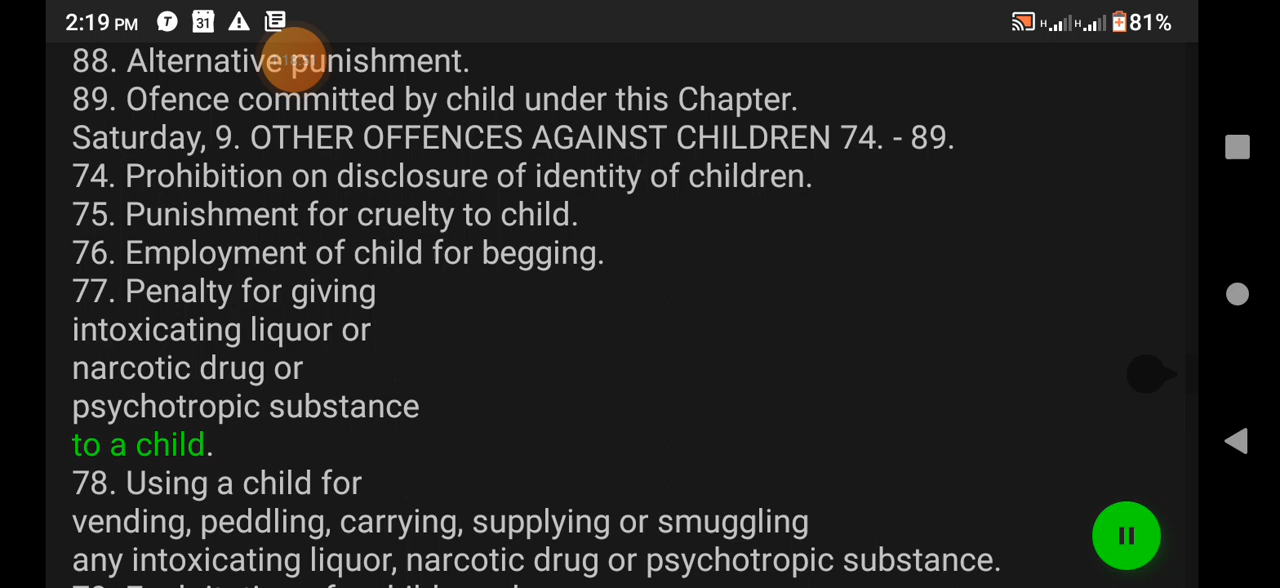 2:19 PM T 31 H H 81%
88. Alternative punishment.
89. Ofence committed by child under this Chapter.
Saturday, 9. OTHER OFFENCES AGAINST CHILDREN 74. - 89.
74. Prohibition on disclosure of identity of children.
75. Punishment for cruelty to child.
76. Employment of child for begging.
77. Penalty for giving
intoxicating liquor or
narcotic drug or
psychotropic substance
to a child.
78. Using a child for
vending, peddling, carrying, supplying or smuggling
any intoxicating liquor, narcotic drug or psychotropic substance.